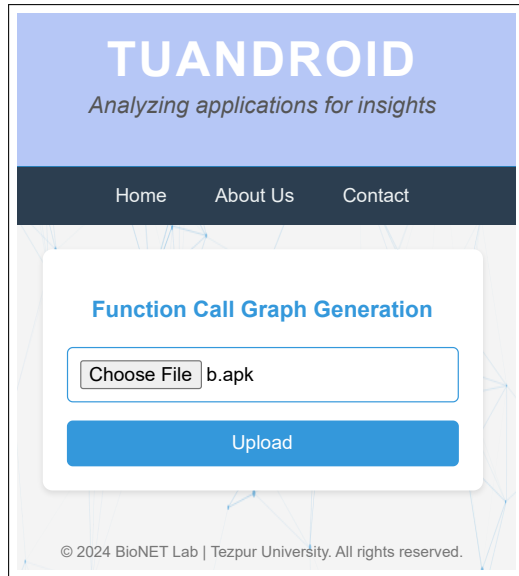 TUANDROID
Analyzing applications for insights
Home About Us Contact
Function Call Graph Generation
Choose File b.apk
Upload
© 2024 BioNET Lab | Tezpur University. All rights reserved.